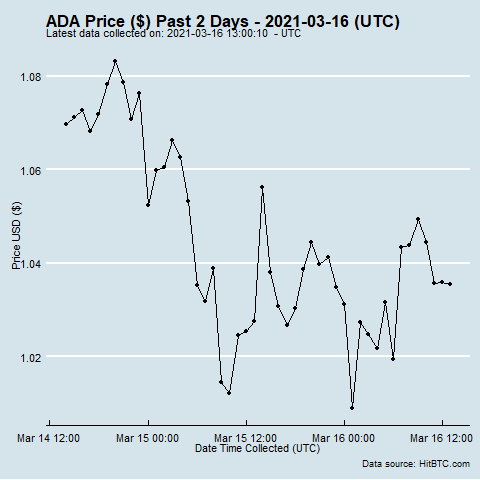 ADA Price ($) Past 2 Days - 2021-03-16 (UTC)
Latest data collected on: 2021-03-16 13:00:10  - UTC
1.08
1.06
1.04
1.02
Price USD ($)
Mar 14 12:00 Mar 15 00:00 Mar 15 12:00 Mar 16 00:00 Mar 16 12:00
Date Time Collected (UTC)
Data source: HitBTC.com